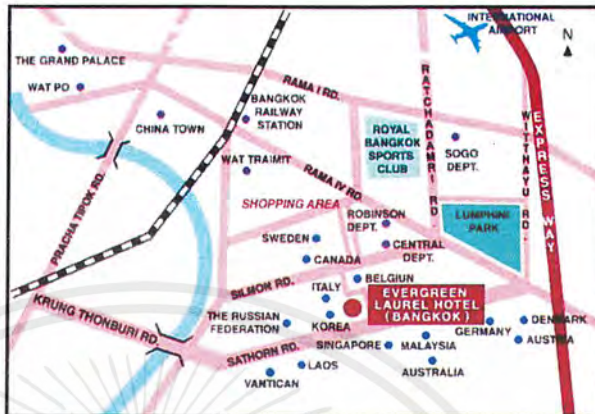 INTERNATIONAL
AIRPORT
N
THE GRAND PALACE
WAT PO
CHINA TOWN
BANGKOK
RAILWAY
STATION
RAMA I RD.
RATCHADAMRI RD
WITTHAYU RD.
EXPRESS WAY
ROYAL
BANGKOK
SPORTS
CLUB
SOGO
DEPT.
WAT TRAIMIT
RAMA IV RD.
PRACHA TIPOK RD.
SHOPPING AREA
ROBINSON
DEPT.
LUMPHINI
PARK
SWEDEN
CENTRAL
DEPT.
CANADA
SILMON RD.
BELGIUN
ITALY
EVERGREEN
LAUREL HOTEL
(BANGKOK)
KRUNG THONBURI RD.
THE RUSSIAN
FEDERATION
KOREA
SATHORN RD.
SINGAPORE
MALAYSIA
GERMANY
DENMARK
AUSTRIA
AUSTRALIA
LAOS
VANTICAN